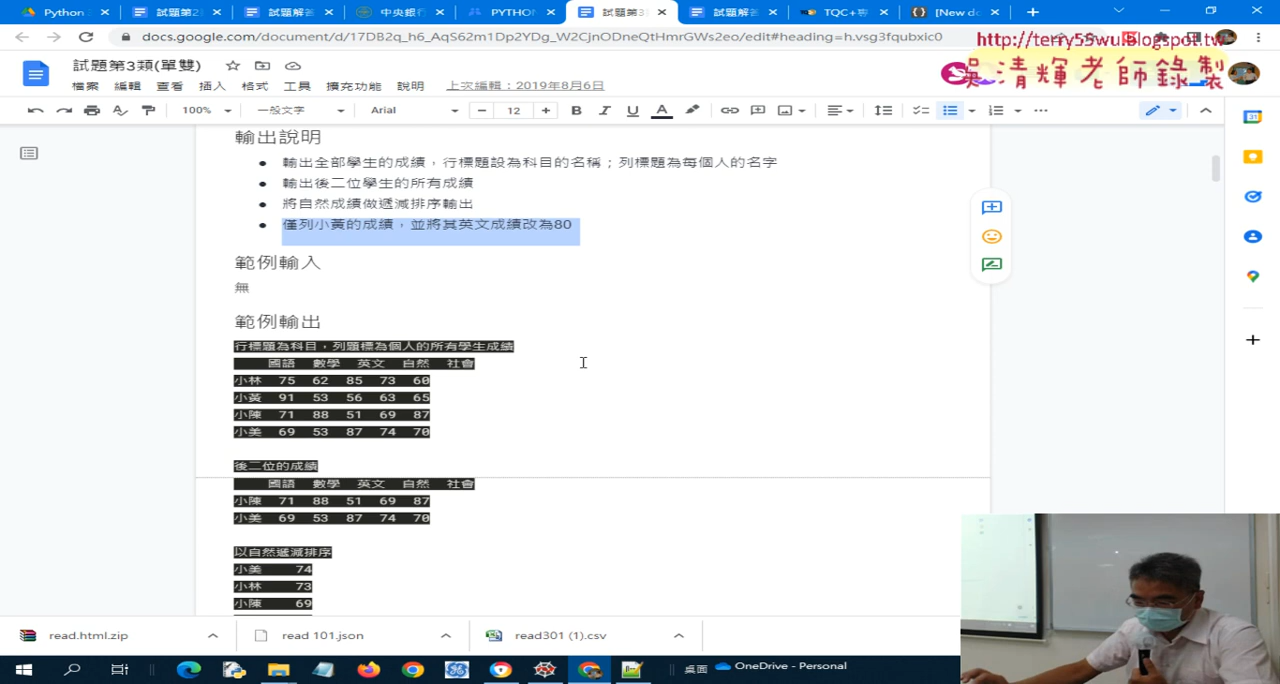 Python
試題第2
試題解答
中央銀行
PYTHON
試題第3
試題解答
TQC+專
[New d
docs.google.com/document/d/17DB2q_h6_AqS62m1Dp2YDg_W2CjnODneQtHmrGWs2eo/edit#heading=h.vsg3fqubxic0
http://terry55wu.blogspot.tw
吳清輝老師錄製
試題第3類(單雙)
檔案 編輯 查看 插入 格式 工具 擴充功能 說明 上次編輯:2019年8月6日
100% 一般文字 Arial 12 B I U A
輸出說明
輸出全部學生的成績,行標題設為科目的名稱;列標題為每個人的名字
輸出後二位學生的所有成績
將自然成績做遞減排序輸出
僅列小黃的成績,並將其英文成績改為80
範例輸入
無
範例輸出
行標題為科目,列題標為個人的所有學生成績
國語 數學 英文 自然 社會
小林 75 62 85 73 60
小黃 91 53 56 63 65
小陳 71 88 51 69 87
小美 69 53 87 74 70
後二位的成績
國語 數學 英文 自然 社會
小陳 71 88 51 69 87
小美 69 53 87 74 70
以自然遞減排序
小美 74
小林 73
小陳 69
read.html.zip
read 101.json
read301 (1).csv
桌面
OneDrive - Personal